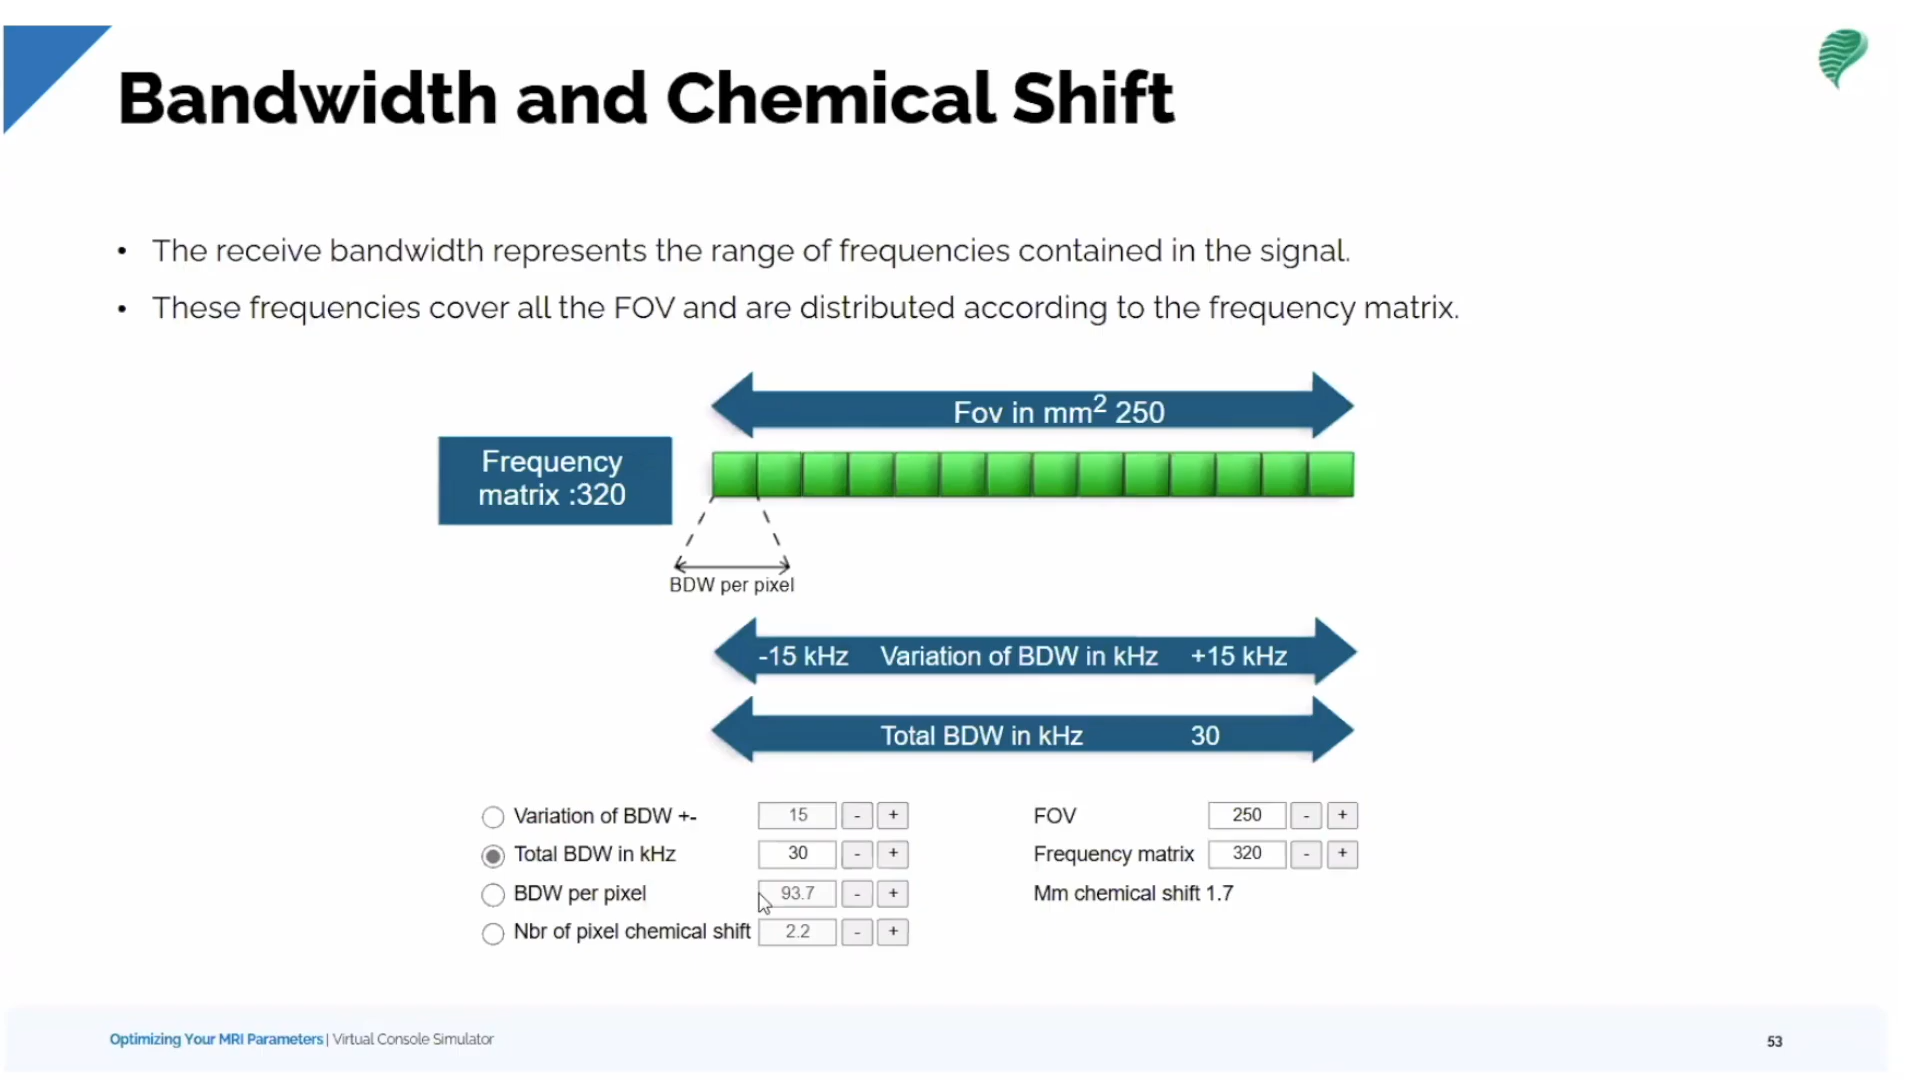 Bandwidth and Chemical Shift
• The receive bandwidth represents the range of frequencies contained in the signal.
• These frequencies cover all the FOV and are distributed according to the frequency matrix.
Fov in mm² 250
Frequency
matrix :320
BDW per pixel
-15 kHz Variation of BDW in kHz +15 kHz
Total BDW in kHz 30
Variation of BDW +- 15 - + FOV 250 - +
Total BDW in kHz 30 - + Frequency matrix 320 - +
BDW per pixel 93.7 - + Mm chemical shift 1.7
Nbr of pixel chemical shift 2.2 - +
Optimizing Your MRI Parameters | Virtual Console Simulator 53